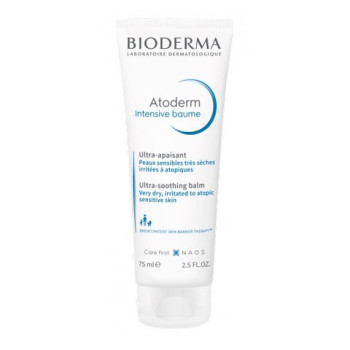 BIODERMA
LABORATOIRE DERMATOLOGIQUE
Atoderm
Intensive baume
Ultra-apaisant
Peaux sensibles très sèches
irritées à atopiques
Ultra-soothing balm
Very dry, irritated to atopic
sensitive skin
Care first NAOS
75 ml℮ 2.5 FL.OZ.